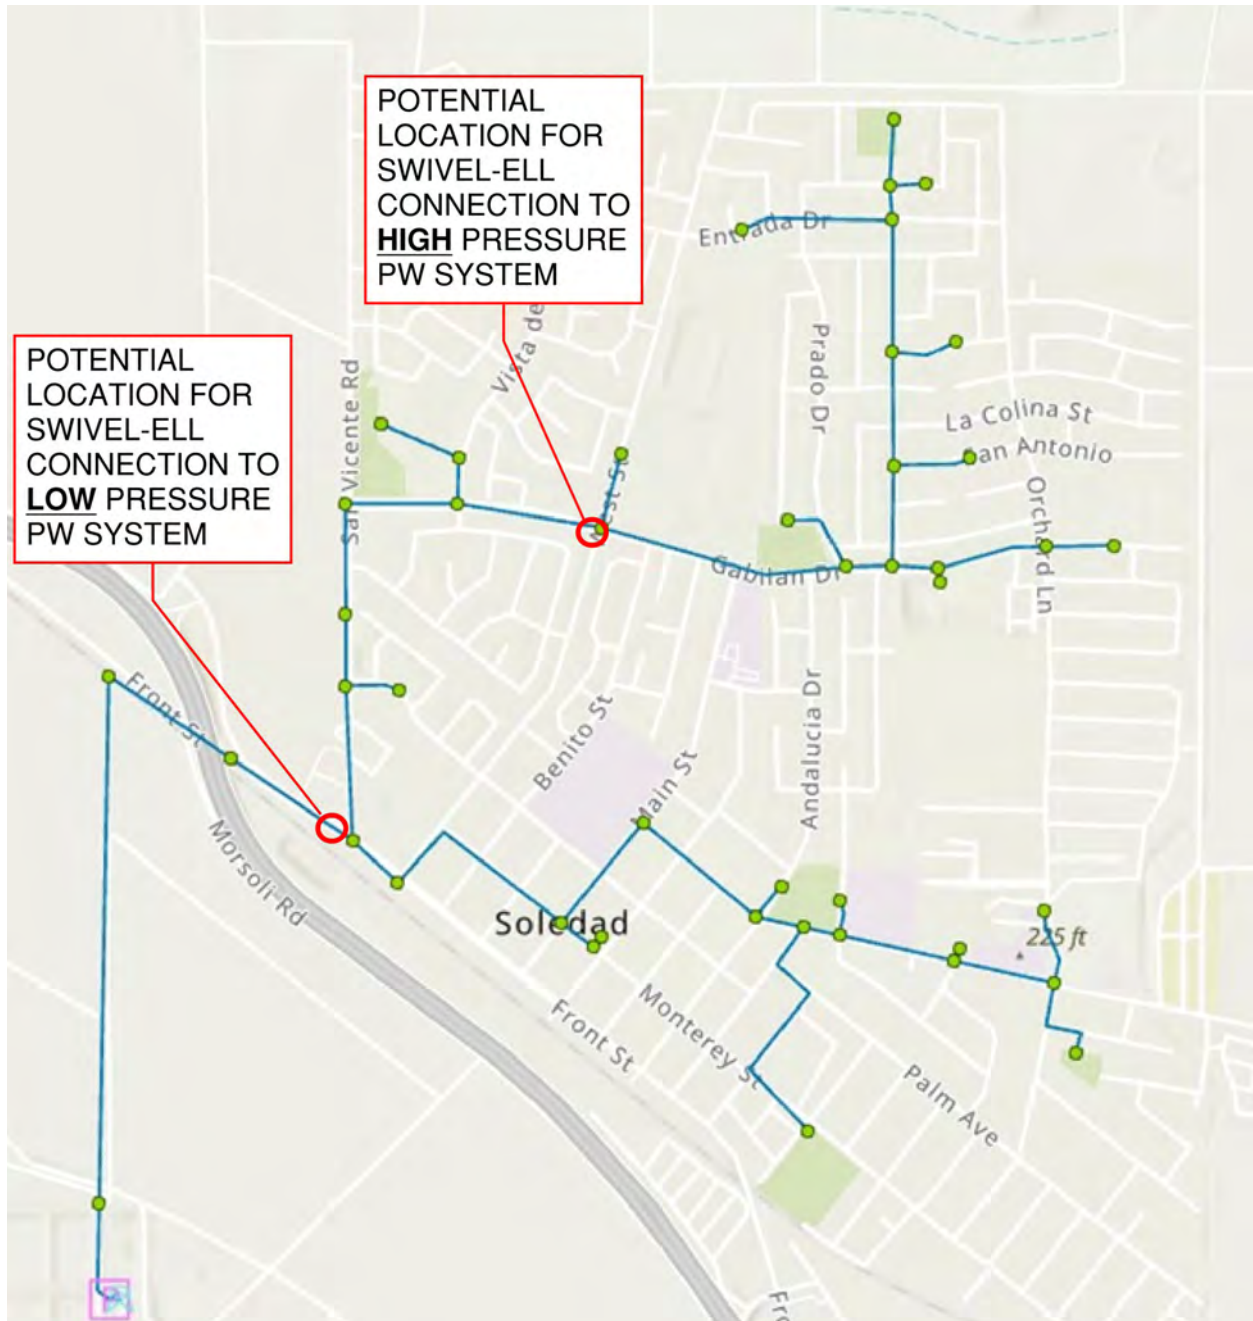 POTENTIAL
LOCATION FOR
SWIVEL-ELL
CONNECTION TO
HIGH PRESSURE
PW SYSTEM
POTENTIAL
LOCATION FOR
SWIVEL-ELL
CONNECTION TO
LOW PRESSURE
PW SYSTEM
Entrada Dr
Vista de
Prado Dr
San Vicente Rd
La Colina St
San Antonio
West St
Orchard Ln
Gabilan Dr
Front St
Benito St
Andalucia Dr
Main St
Morsoli Rd
Soledad
225 ft
Monterey St
Front St
Palm Ave
Fro